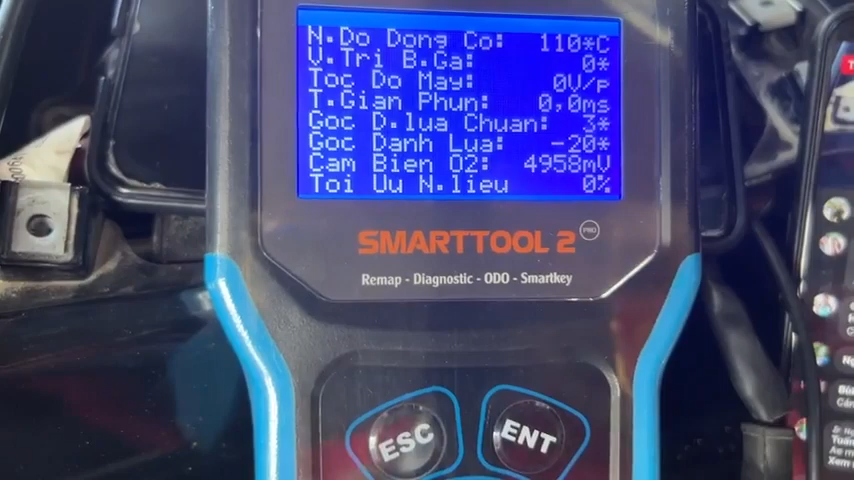 N.Do Dong Co: 110*C
V.Tri B.Ga: 0*
Toc Do May: 0V/p
T.Gian Phun: 0,0ms
Goc D.lua Chuan: 3*
Goc Danh Lua: -20*
Cam Bien O2: 4958mV
Toi Uu N.lieu 0%
SMARTTOOL 2 PRO
Remap - Diagnostic - ODO - Smartkey
ESC ENT